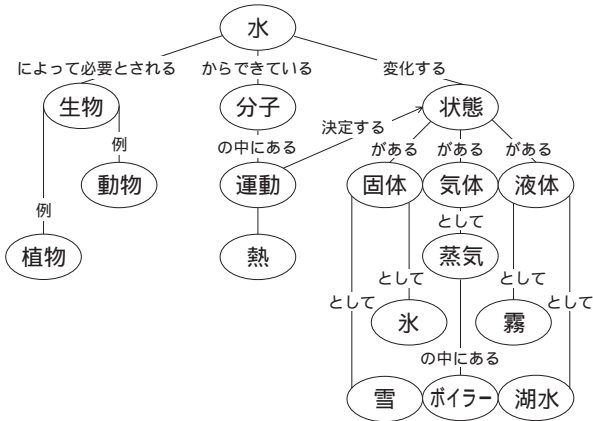 水
によって必要とされる
からできている
変化する
生物
分子
状態
決定する
例
の中にある
がある
がある
がある
動物
運動
固体
気体
液体
例
として
植物
熱
蒸気
として
として
として
として
氷
霧
の中にある
雪
ボイラー
湖水